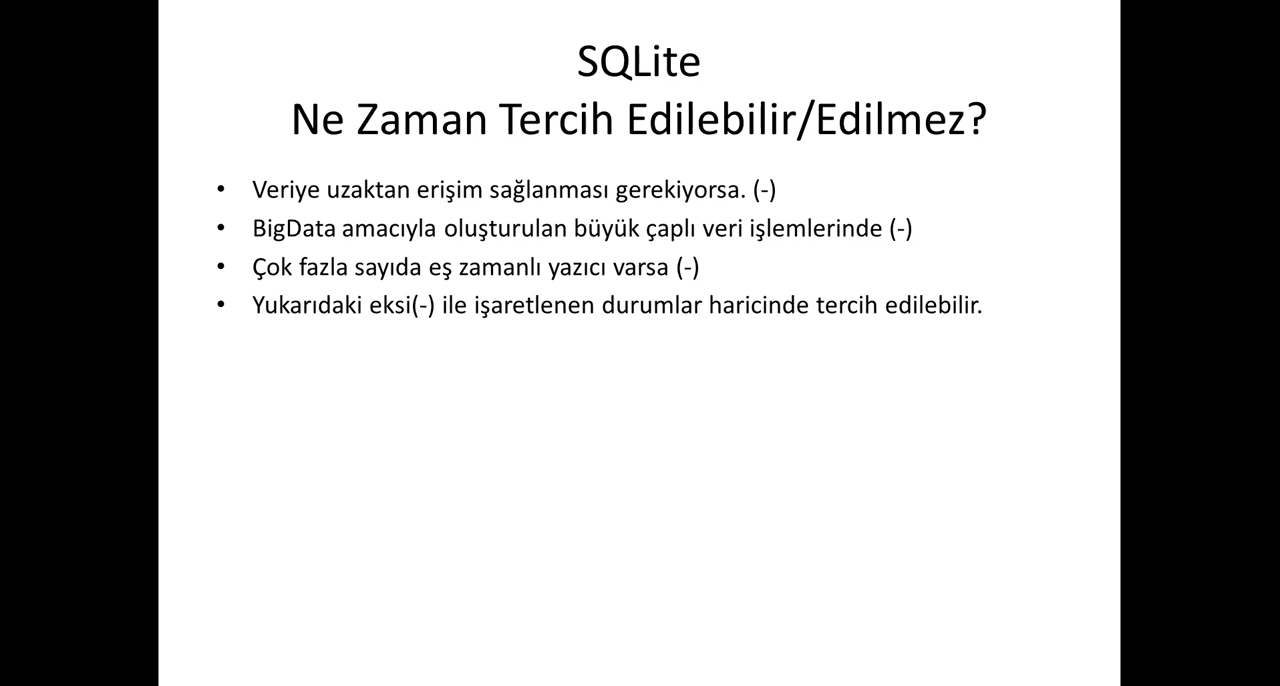 SQLite
Ne Zaman Tercih Edilebilir/Edilmez?
• Veriye uzaktan erişim sağlanması gerekiyorsa. (-)
• BigData amacıyla oluşturulan büyük çaplı veri işlemlerinde (-)
• Çok fazla sayıda eş zamanlı yazıcı varsa (-)
• Yukarıdaki eksi(-) ile işaretlenen durumlar haricinde tercih edilebilir.